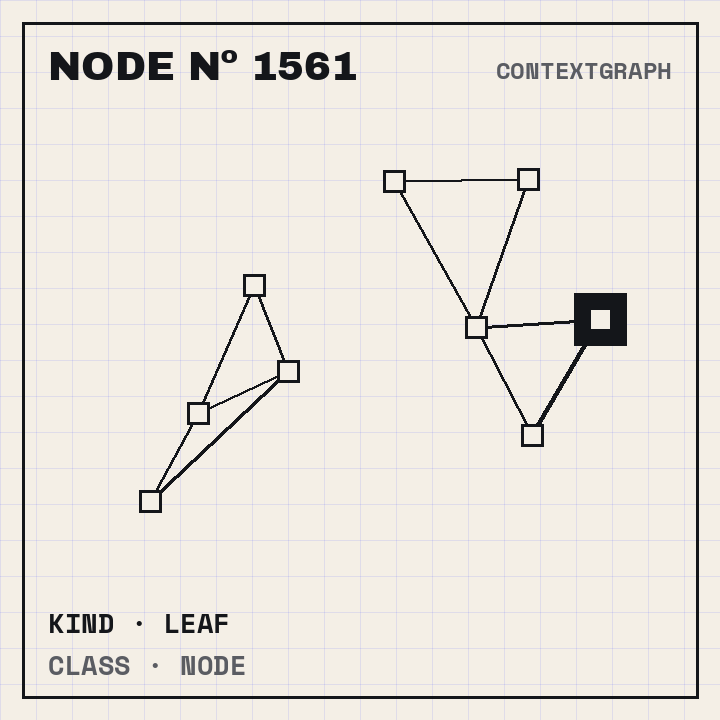 NODE Nº 1561
CONTEXTGRAPH
KIND · LEAF
CLASS · NODE